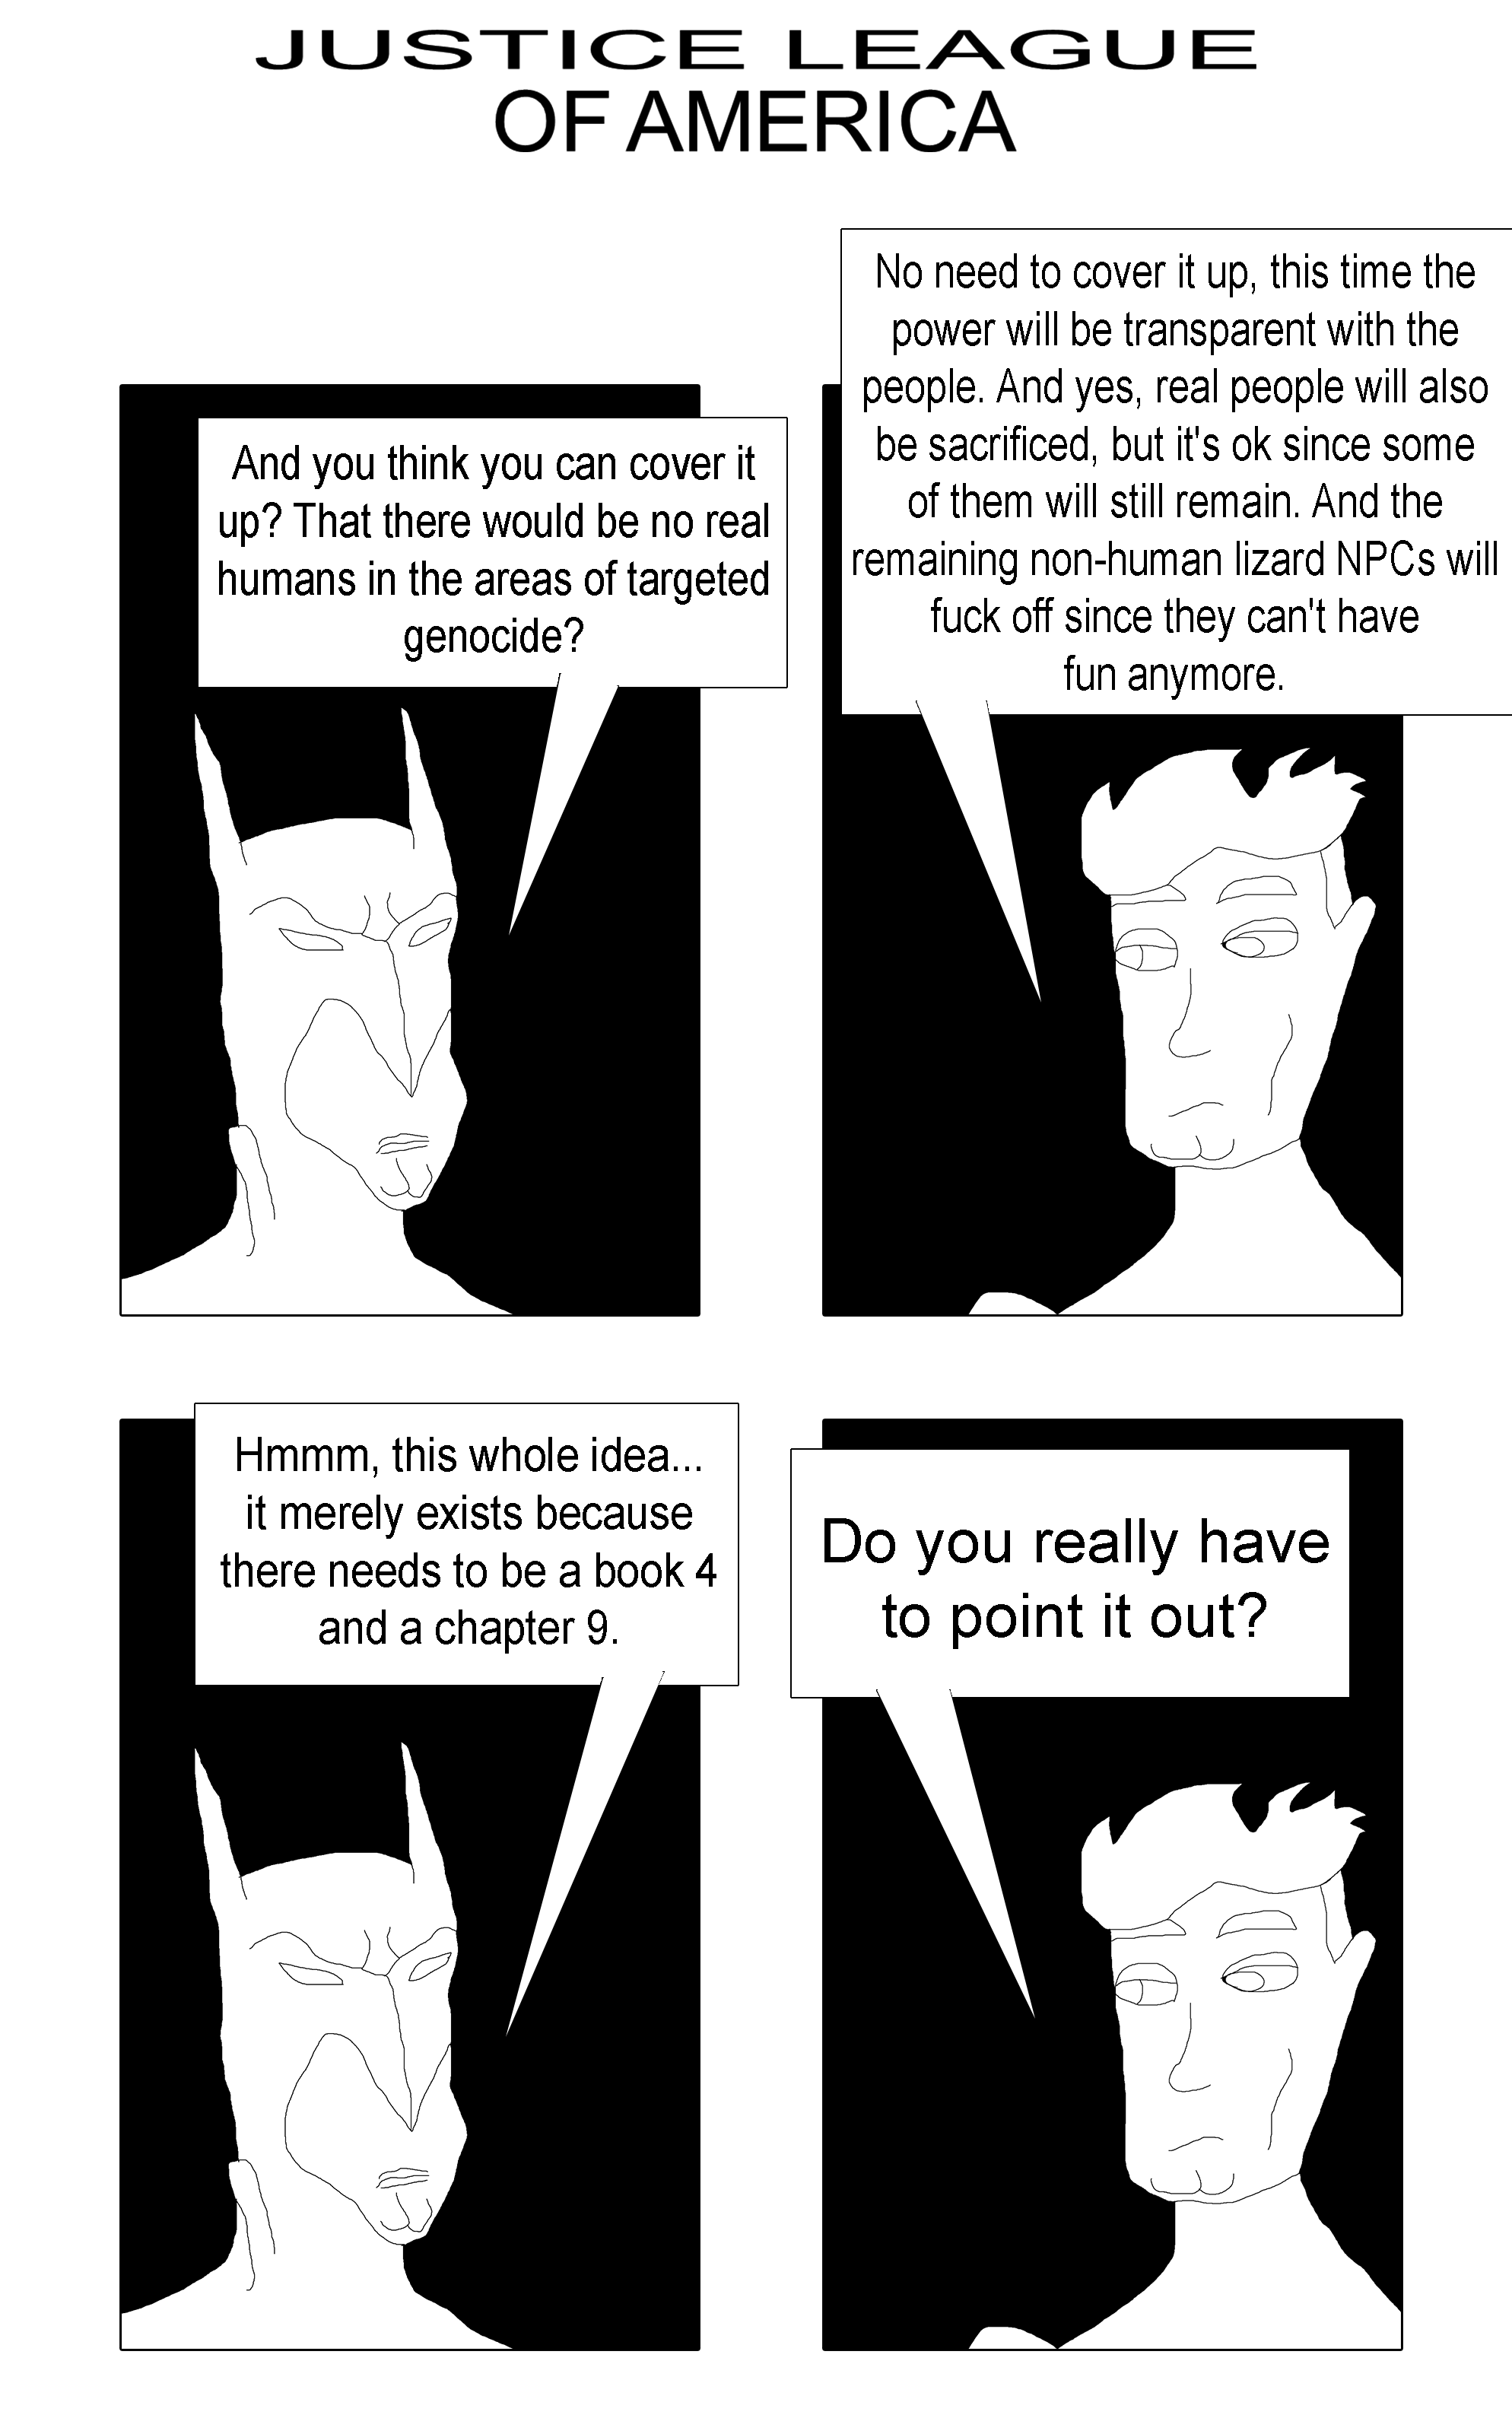 JUSTICE LEAGUE
OF AMERICA
And you think you can cover it
up? That there would be no real
humans in the areas of targeted
genocide?
No need to cover it up, this time the
power will be transparent with the
people. And yes, real people will also
be sacrificed, but it's ok since some
of them will still remain. And the
remaining non-human lizard NPCs will
fuck off since they can't have
fun anymore.
Hmmm, this whole idea...
it merely exists because
there needs to be a book 4
and a chapter 9.
Do you really have
to point it out?